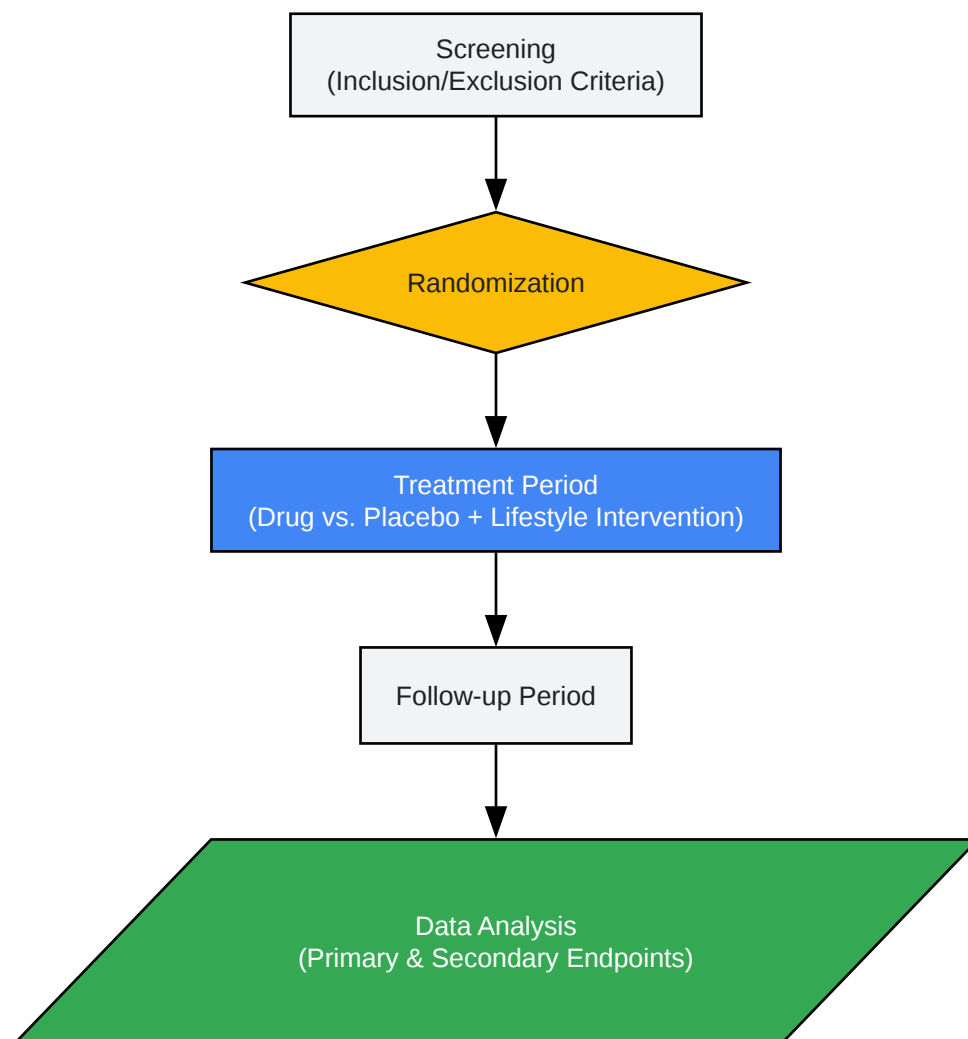 Screening
(Inclusion/Exclusion Criteria)
Randomization
Treatment Period
(Drug vs. Placebo + Lifestyle Intervention)
Follow-up Period
Data Analysis
(Primary & Secondary Endpoints)